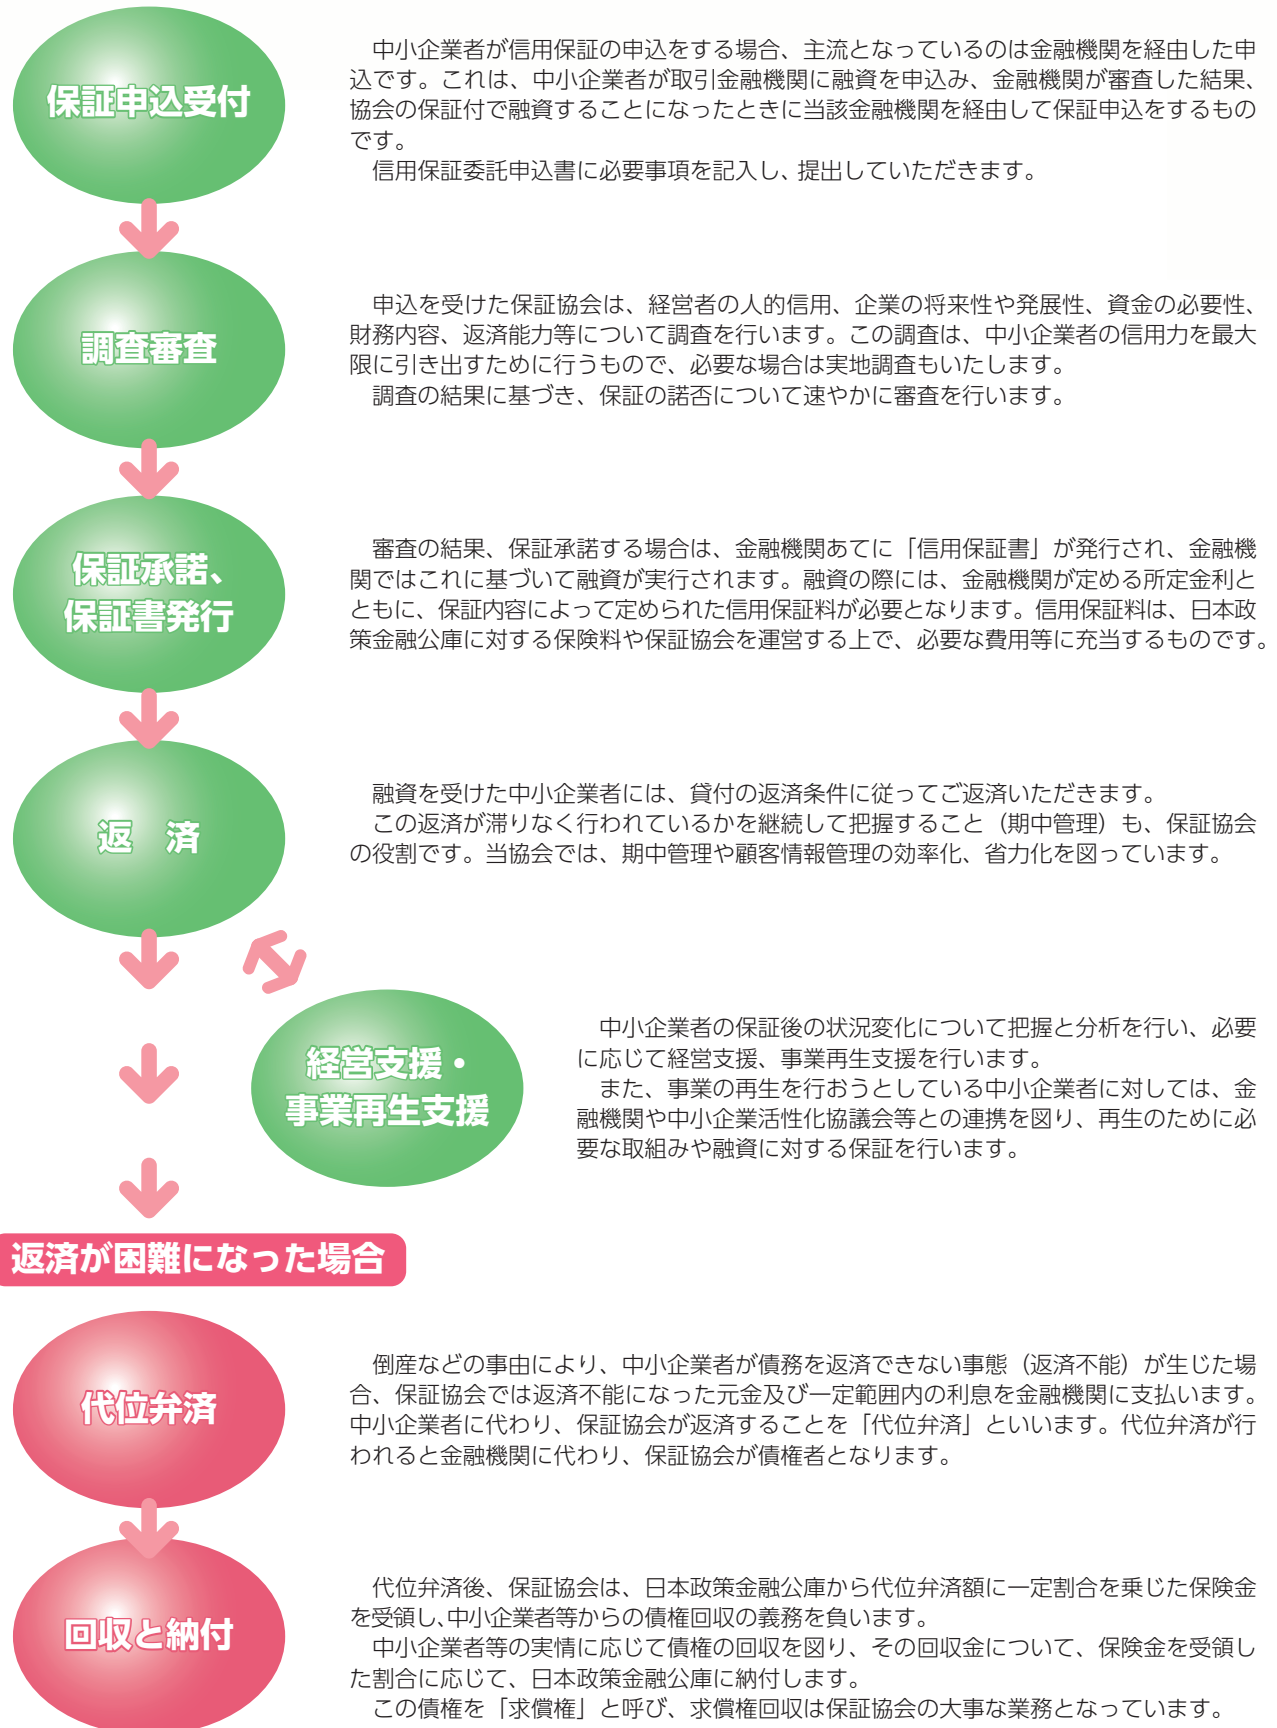 保証申込受付
中小企業者が信用保証の申込をする場合、主流となっているのは金融機関を経由した申
込です。これは、中小企業者が取引金融機関に融資を申込み、金融機関が審査した結果、
協会の保証付で融資することになったときに当該金融機関を経由して保証申込をするもの
です。
信用保証委託申込書に必要事項を記入し、提出していただきます。
調査審査
申込を受けた保証協会は、経営者の人的信用、企業の将来性や発展性、資金の必要性、
財務内容、返済能力等について調査を行います。この調査は、中小企業者の信用力を最大
限に引き出すために行うもので、必要な場合は実地調査もいたします。
調査の結果に基づき、保証の諾否について速やかに審査を行います。
保証承諾、
保証書発行
審査の結果、保証承諾する場合は、金融機関あてに「信用保証書」が発行され、金融機
関ではこれに基づいて融資が実行されます。融資の際には、金融機関が定める所定金利と
ともに、保証内容によって定められた信用保証料が必要となります。信用保証料は、日本政
策金融公庫に対する保険料や保証協会を運営する上で、必要な費用等に充当するものです。
返 済
融資を受けた中小企業者には、貸付の返済条件に従ってご返済いただきます。
この返済が滞りなく行われているかを継続して把握すること（期中管理）も、保証協会
の役割です。当協会では、期中管理や顧客情報管理の効率化、省力化を図っています。
経営支援・
事業再生支援
中小企業者の保証後の状況変化について把握と分析を行い、必要
に応じて経営支援、事業再生支援を行います。
また、事業の再生を行おうとしている中小企業者に対しては、金
融機関や中小企業活性化協議会等との連携を図り、再生のために必
要な取組みや融資に対する保証を行います。
返済が困難になった場合
代位弁済
倒産などの事由により、中小企業者が債務を返済できない事態（返済不能）が生じた場
合、保証協会では返済不能になった元金及び一定範囲内の利息を金融機関に支払います。
中小企業者に代わり、保証協会が返済することを「代位弁済」といいます。代位弁済が行
われると金融機関に代わり、保証協会が債権者となります。
回収と納付
代位弁済後、保証協会は、日本政策金融公庫から代位弁済額に一定割合を乗じた保険金
を受領し、中小企業者等からの債権回収の義務を負います。
中小企業者等の実情に応じて債権の回収を図り、その回収金について、保険金を受領し
た割合に応じて、日本政策金融公庫に納付します。
この債権を「求償権」と呼び、求償権回収は保証協会の大事な業務となっています。